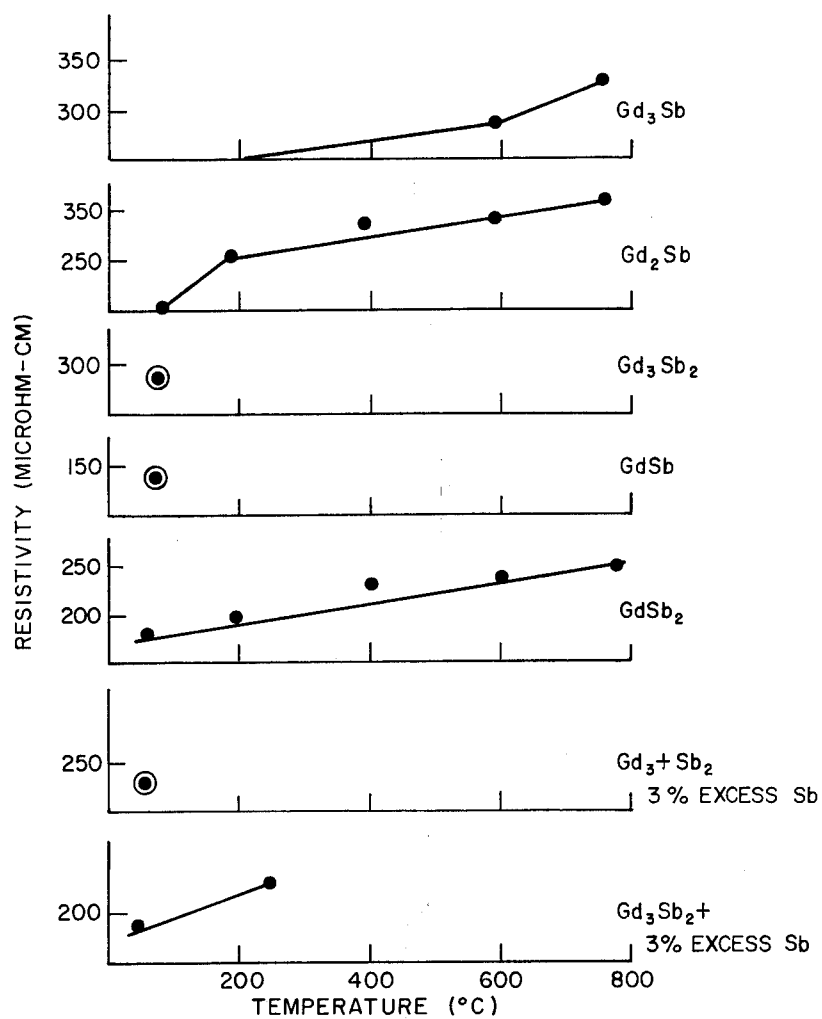 350
300
Gd₃Sb
350
250
Gd₂Sb
300
Gd₃Sb₂
150
GdSb
250
200
GdSb₂
250
Gd₃+Sb₂
3% EXCESS Sb
200
Gd₃Sb₂+
3% EXCESS Sb
200 400 600 800
TEMPERATURE (°C)
RESISTIVITY (MICROHM-CM)